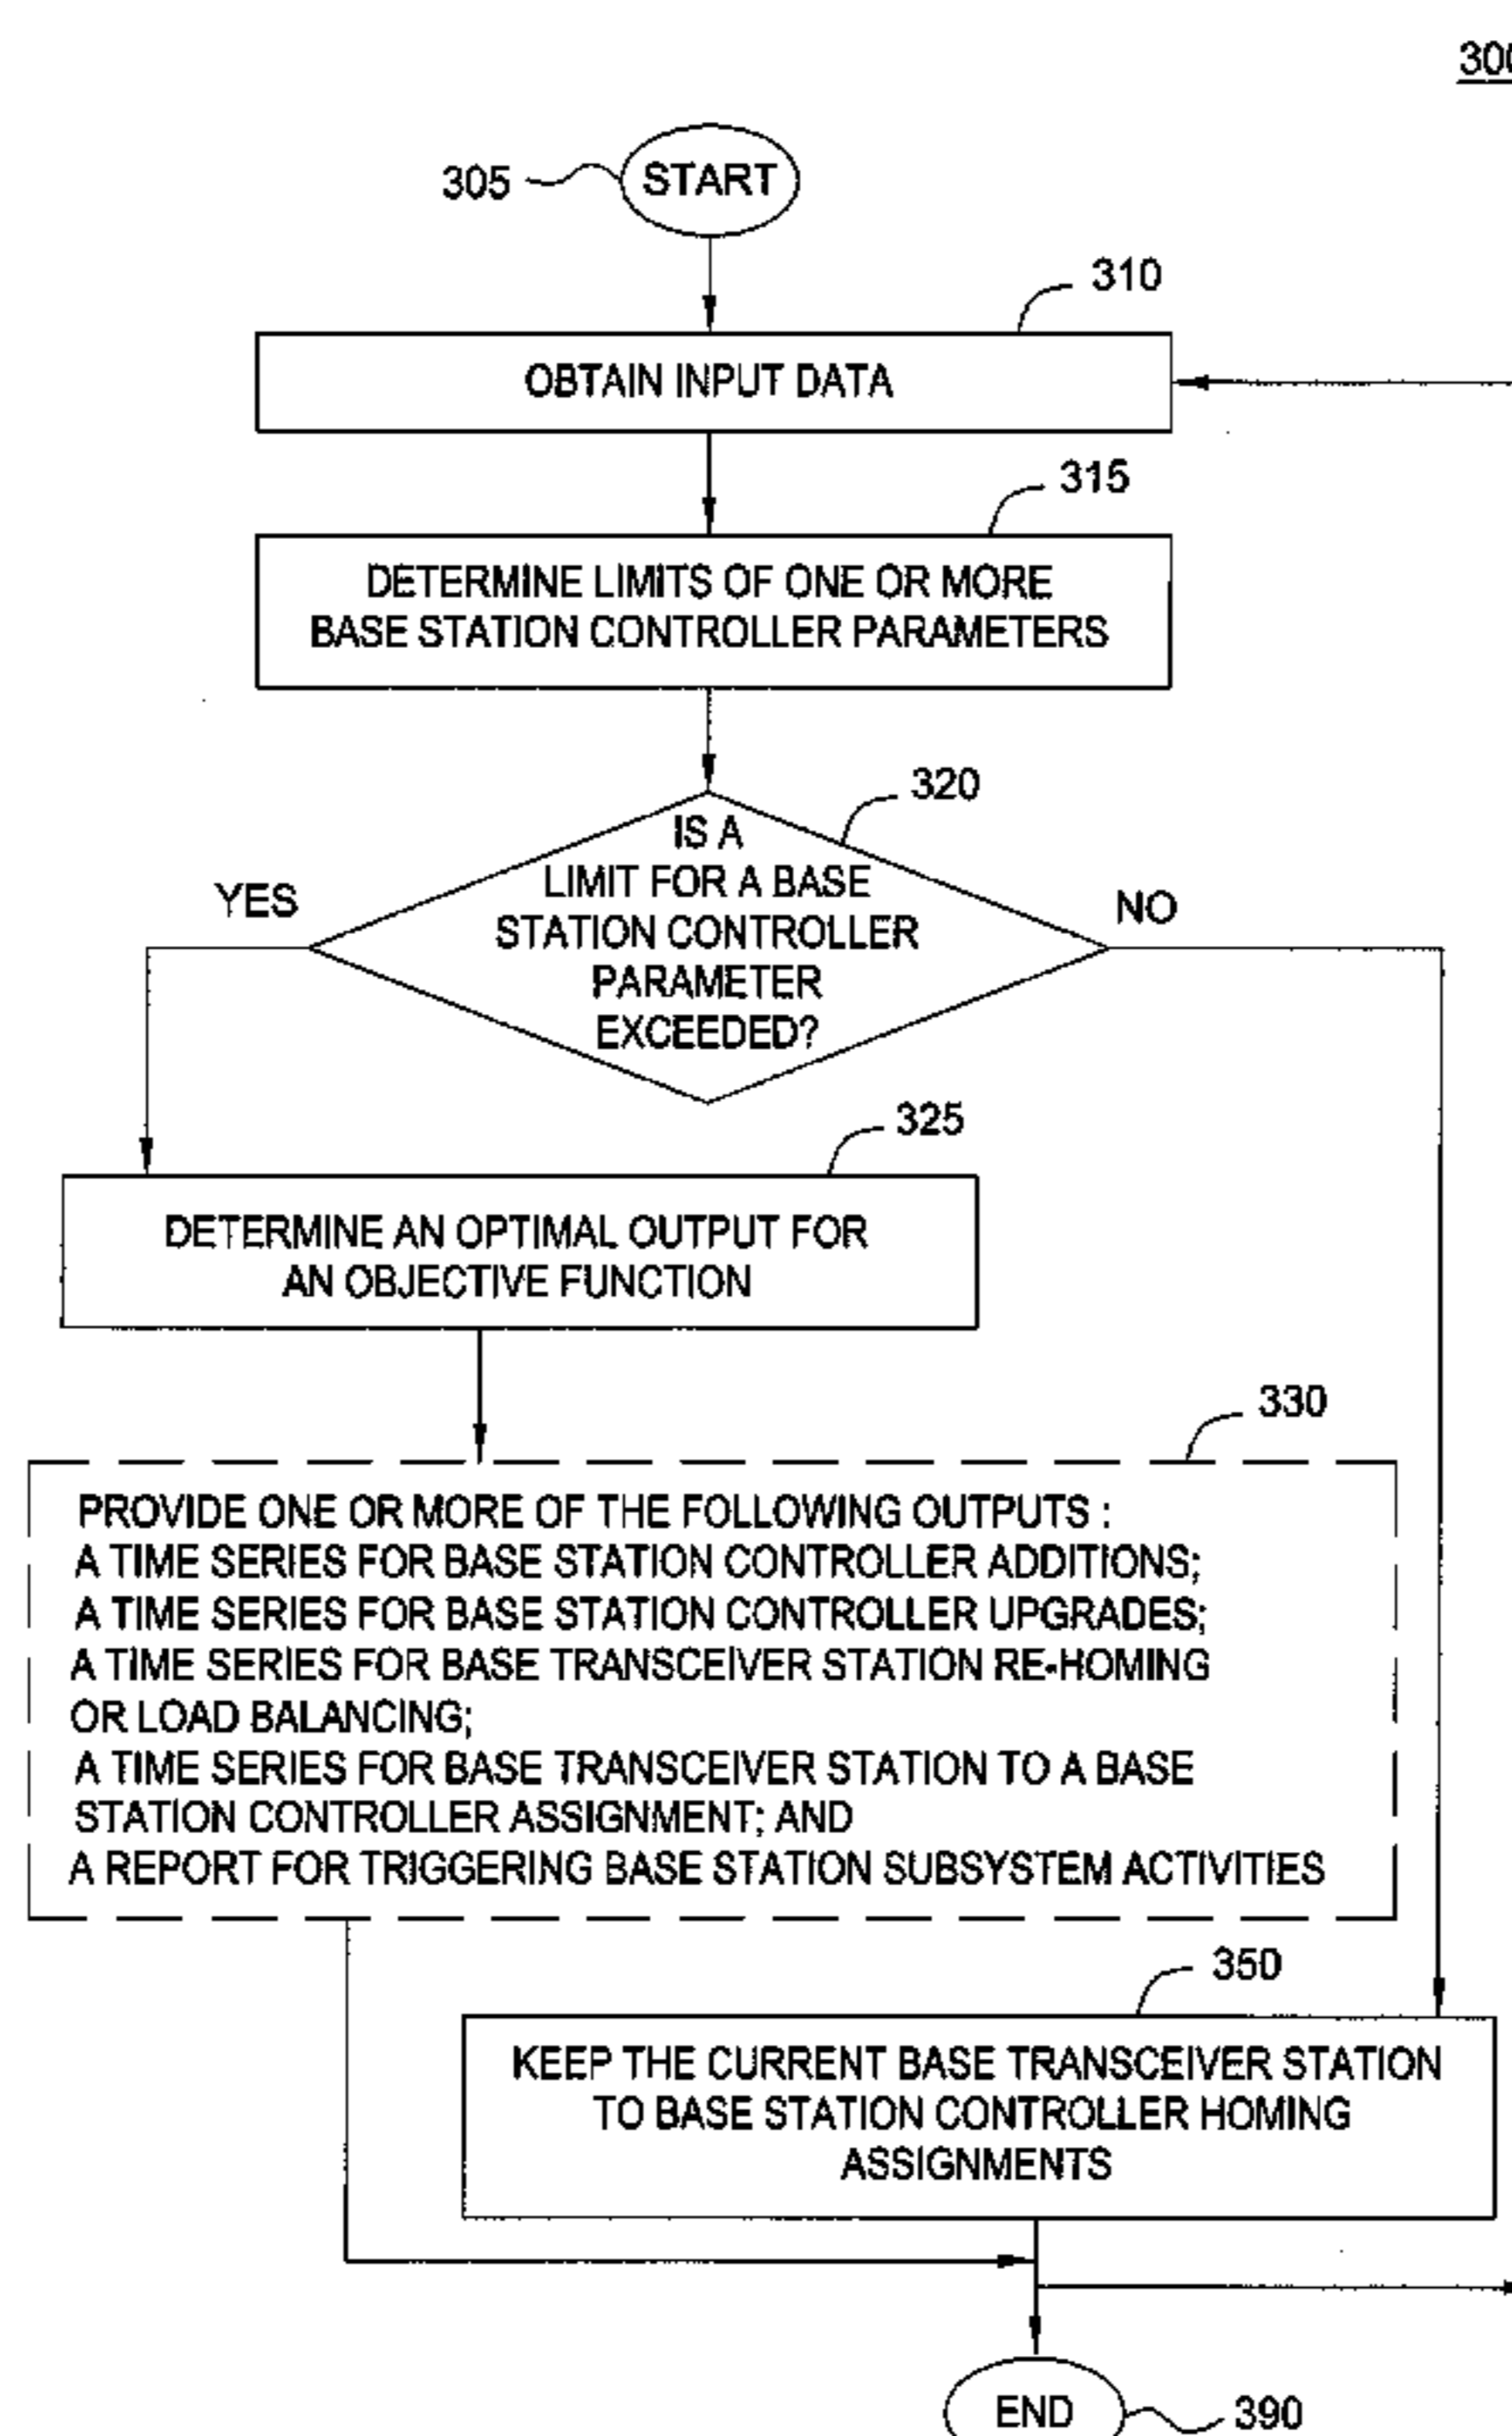 300
305
START
310
OBTAIN INPUT DATA
315
DETERMINE LIMITS OF ONE OR MORE
BASE STATION CONTROLLER PARAMETERS
320
IS A
LIMIT FOR A BASE
STATION CONTROLLER
PARAMETER
EXCEEDED?
YES
NO
325
DETERMINE AN OPTIMAL OUTPUT FOR
AN OBJECTIVE FUNCTION
330
PROVIDE ONE OR MORE OF THE FOLLOWING OUTPUTS :
A TIME SERIES FOR BASE STATION CONTROLLER ADDITIONS;
A TIME SERIES FOR BASE STATION CONTROLLER UPGRADES;
A TIME SERIES FOR BASE TRANSCEIVER STATION RE-HOMING
OR LOAD BALANCING;
A TIME SERIES FOR BASE TRANSCEIVER STATION TO A BASE
STATION CONTROLLER ASSIGNMENT; AND
A REPORT FOR TRIGGERING BASE STATION SUBSYSTEM ACTIVITIES
350
KEEP THE CURRENT BASE TRANSCEIVER STATION
TO BASE STATION CONTROLLER HOMING
ASSIGNMENTS
END
390